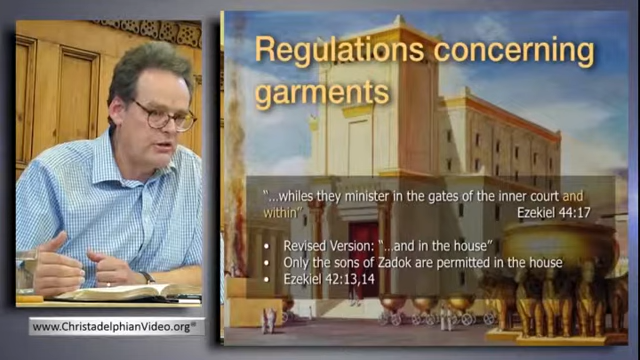 Regulations concerning
garments
“...whiles they minister in the gates of the inner court and
within”
Ezekiel 44:17
• Revised Version: “...and in the house”
• Only the sons of Zadok are permitted in the house
• Ezekiel 42:13,14
www.ChristadelphianVideo.org®